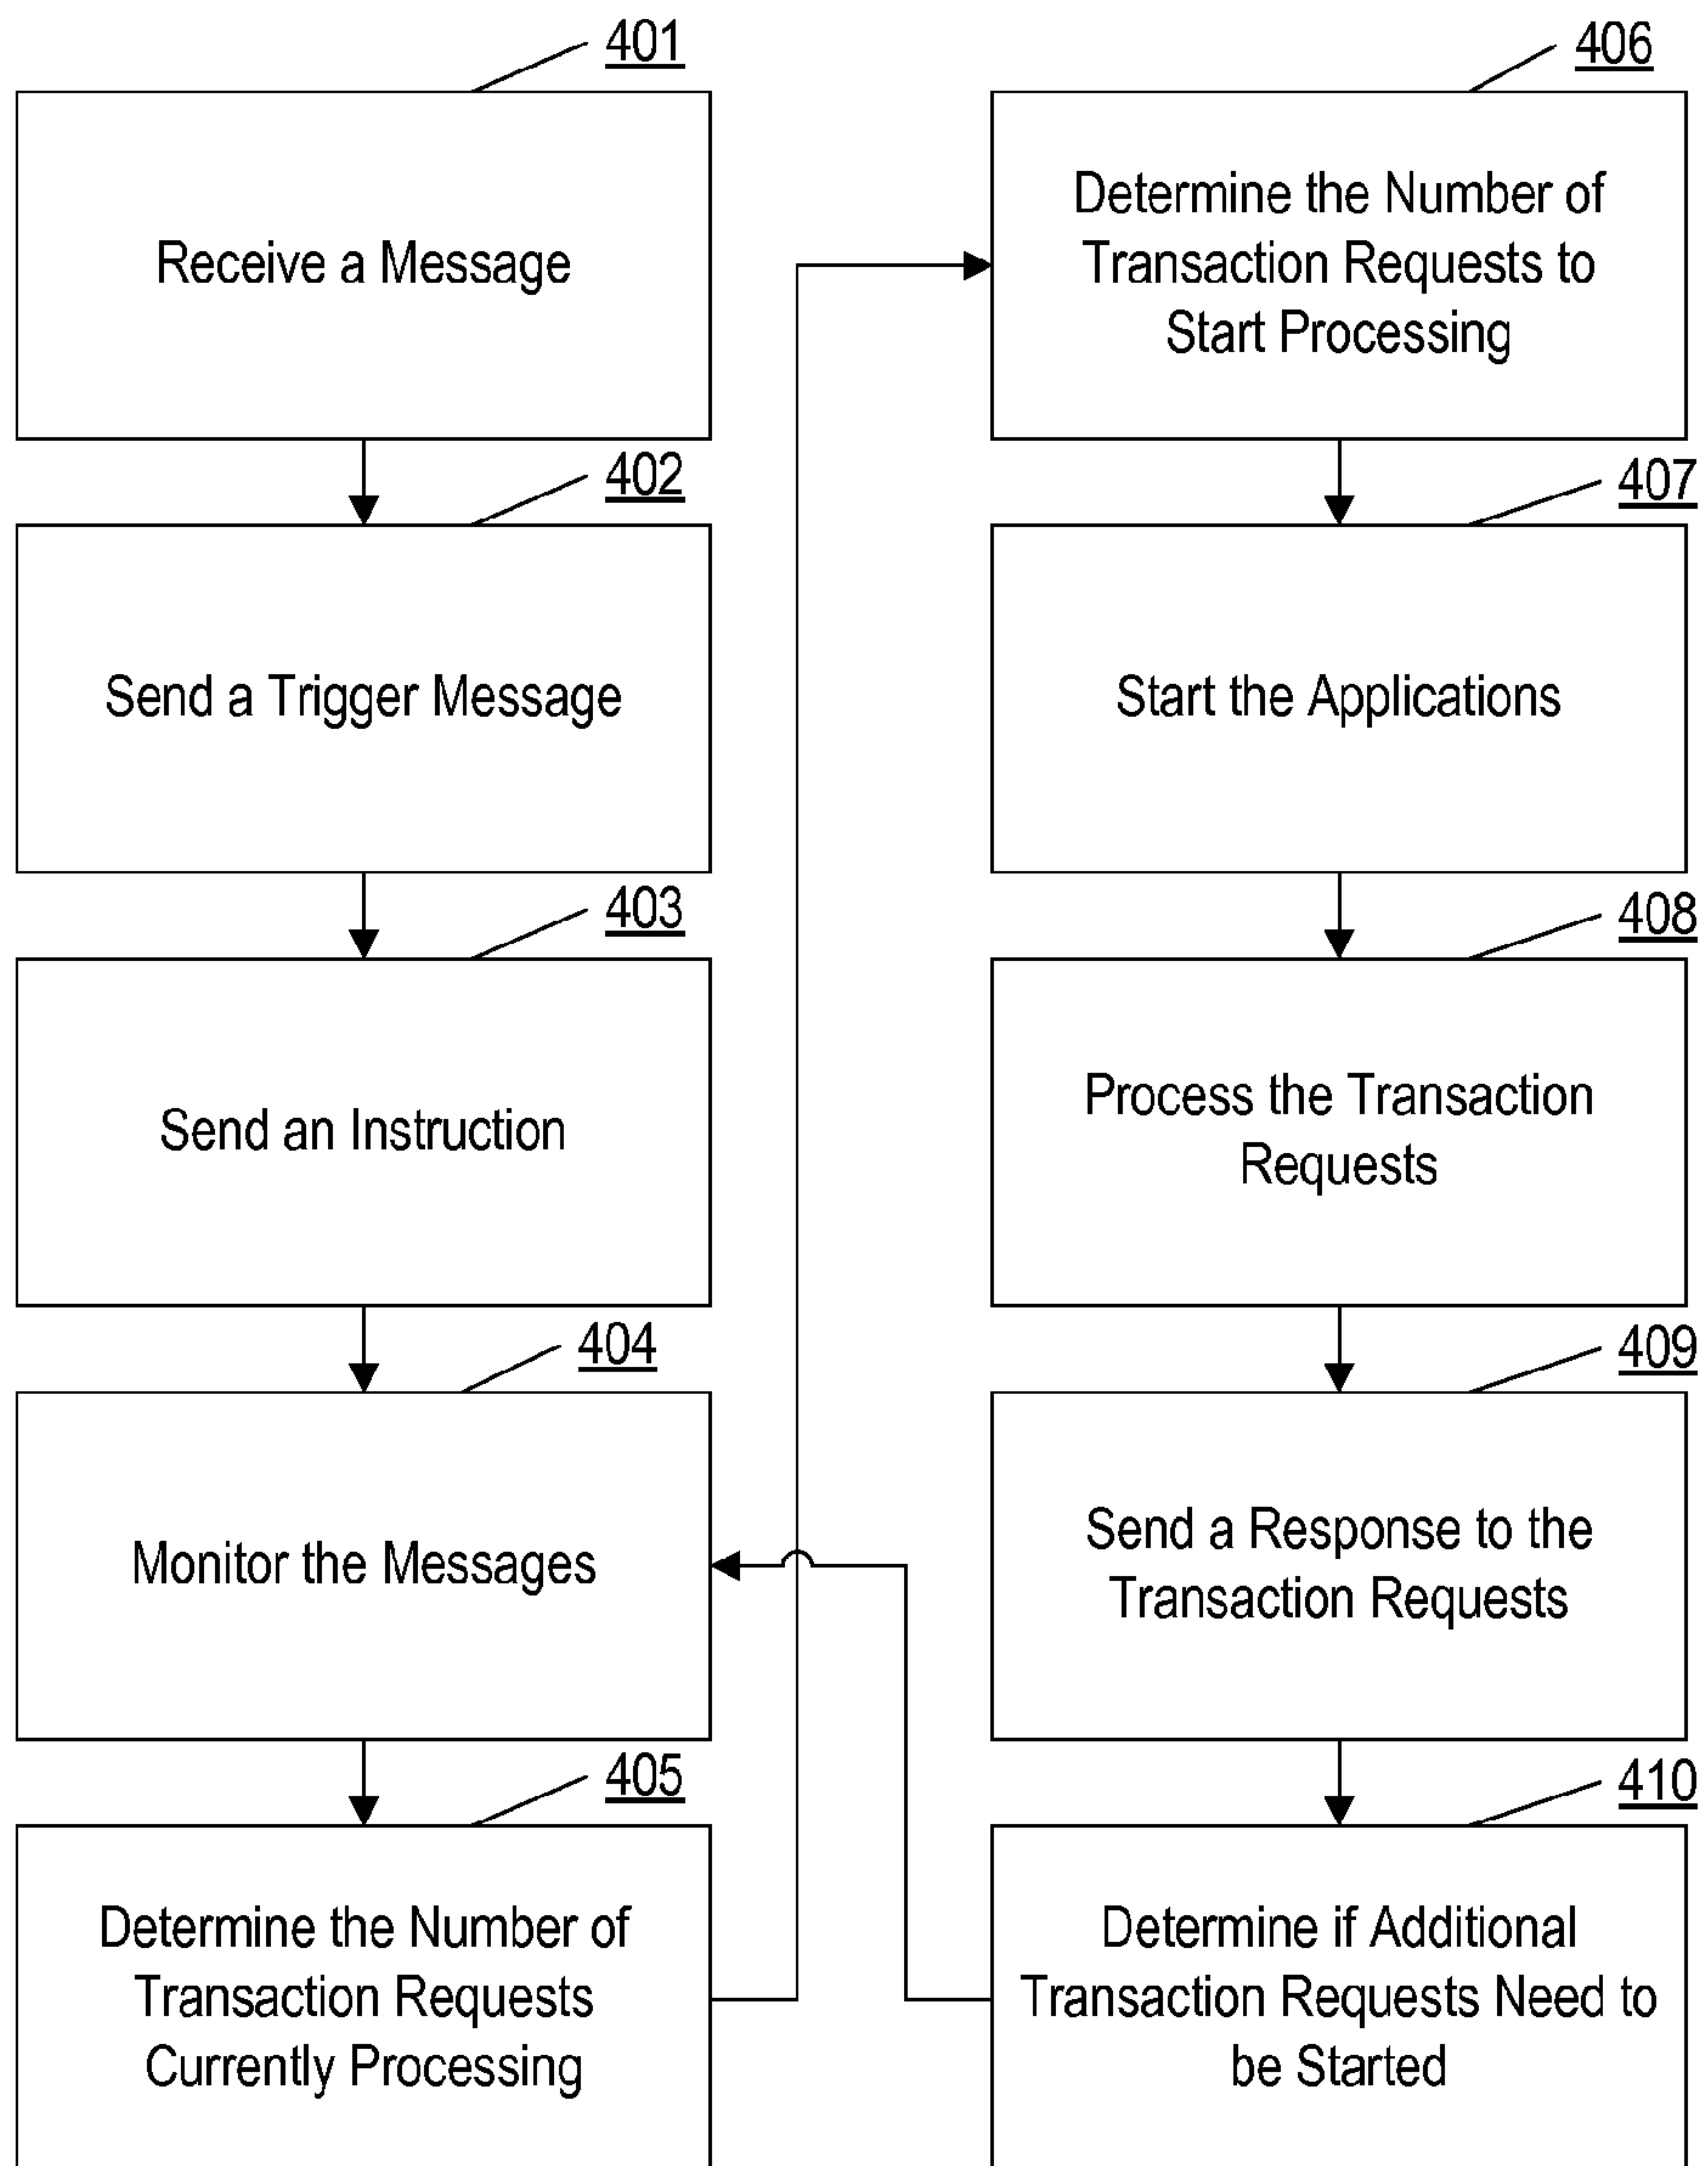 401
Receive a Message
402
Send a Trigger Message
403
Send an Instruction
404
Monitor the Messages
405
Determine the Number of
Transaction Requests
Currently Processing
406
Determine the Number of
Transaction Requests to
Start Processing
407
Start the Applications
408
Process the Transaction
Requests
409
Send a Response to the
Transaction Requests
410
Determine if Additional
Transaction Requests Need to
be Started